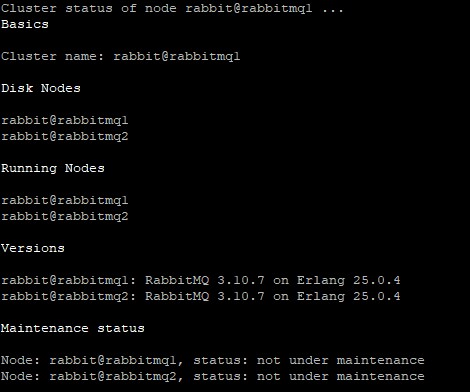 Cluster status of node rabbit@rabbitmq1 ...
Basics
Cluster name: rabbit@rabbitmq1
Disk Nodes
rabbit@rabbitmq1
rabbit@rabbitmq2
Running Nodes
rabbit@rabbitmq1
rabbit@rabbitmq2
Versions
rabbit@rabbitmq1: RabbitMQ 3.10.7 on Erlang 25.0.4
rabbit@rabbitmq2: RabbitMQ 3.10.7 on Erlang 25.0.4
Maintenance status
Node: rabbit@rabbitmq1, status: not under maintenance
Node: rabbit@rabbitmq2, status: not under maintenance